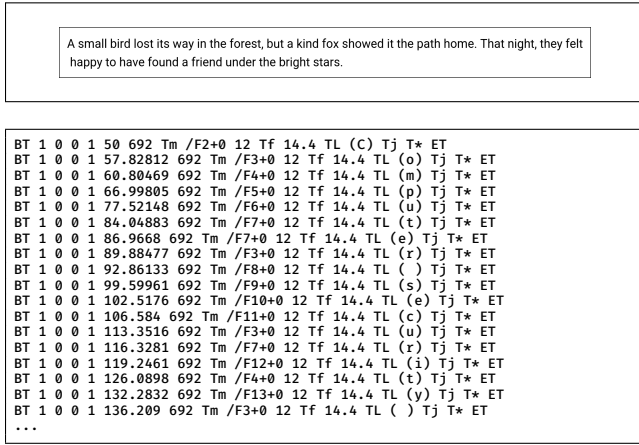 A small bird lost its way in the forest, but a kind fox showed it the path home. That night, they felt
happy to have found a friend under the bright stars.
BT 1 0 0 1 50 692 Tm /F2+0 12 Tf 14.4 TL (C) Tj T* ET
BT 1 0 0 1 57.82812 692 Tm /F3+0 12 Tf 14.4 TL (o) Tj T* ET
BT 1 0 0 1 60.80469 692 Tm /F4+0 12 Tf 14.4 TL (m) Tj T* ET
BT 1 0 0 1 66.99805 692 Tm /F5+0 12 Tf 14.4 TL (p) Tj T* ET
BT 1 0 0 1 77.52148 692 Tm /F6+0 12 Tf 14.4 TL (u) Tj T* ET
BT 1 0 0 1 84.04883 692 Tm /F7+0 12 Tf 14.4 TL (t) Tj T* ET
BT 1 0 0 1 86.9668 692 Tm /F7+0 12 Tf 14.4 TL (e) Tj T* ET
BT 1 0 0 1 89.88477 692 Tm /F3+0 12 Tf 14.4 TL (r) Tj T* ET
BT 1 0 0 1 92.86133 692 Tm /F8+0 12 Tf 14.4 TL ( ) Tj T* ET
BT 1 0 0 1 99.59961 692 Tm /F9+0 12 Tf 14.4 TL (s) Tj T* ET
BT 1 0 0 1 102.5176 692 Tm /F10+0 12 Tf 14.4 TL (e) Tj T* ET
BT 1 0 0 1 106.584 692 Tm /F11+0 12 Tf 14.4 TL (c) Tj T* ET
BT 1 0 0 1 113.3516 692 Tm /F3+0 12 Tf 14.4 TL (u) Tj T* ET
BT 1 0 0 1 116.3281 692 Tm /F7+0 12 Tf 14.4 TL (r) Tj T* ET
BT 1 0 0 1 119.2461 692 Tm /F12+0 12 Tf 14.4 TL (i) Tj T* ET
BT 1 0 0 1 126.0898 692 Tm /F4+0 12 Tf 14.4 TL (t) Tj T* ET
BT 1 0 0 1 132.2832 692 Tm /F13+0 12 Tf 14.4 TL (y) Tj T* ET
BT 1 0 0 1 136.209 692 Tm /F3+0 12 Tf 14.4 TL ( ) Tj T* ET
...